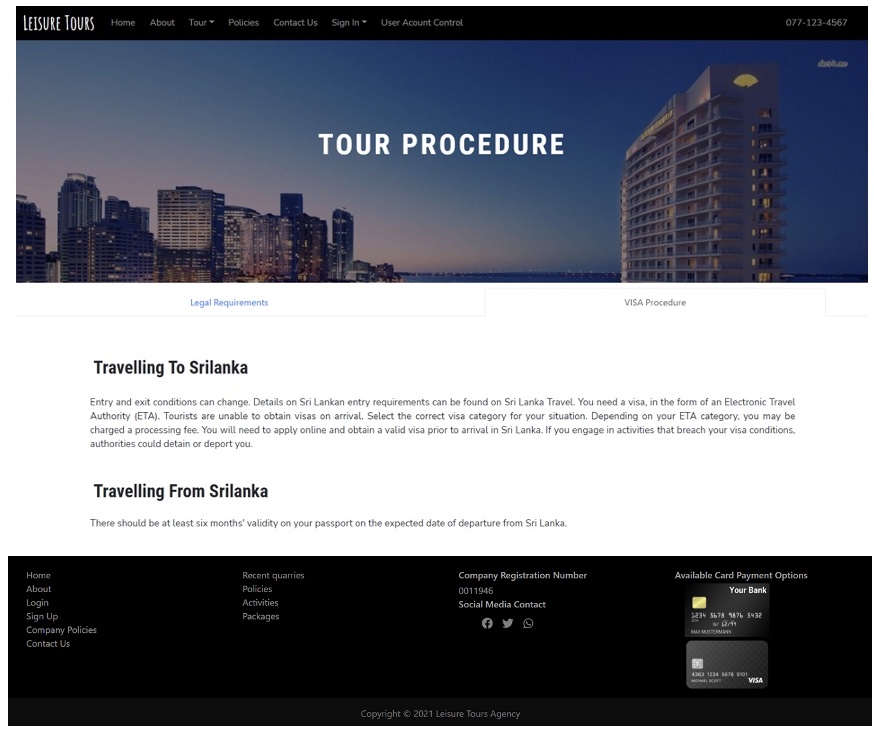 Leisure Tours Home About Tour Policies Contact Us Sign In User Acount Control 077-123-4567
TOUR PROCEDURE
Legal Requirements VISA Procedure
Travelling To Srilanka
Entry and exit conditions can change. Details on Sri Lankan entry requirements can be found on Sri Lanka Travel. You need a visa, in the form of an Electronic Travel
Authority (ETA). Tourists are unable to obtain visas on arrival. Select the correct visa category for your situation. Depending on your ETA category, you may be
charged a processing fee. You will need to apply online and obtain a valid visa prior to arrival in Sri Lanka. If you engage in activities that breach your visa conditions,
authorities could detain or deport you.
Travelling From Srilanka
There should be at least six months' validity on your passport on the expected date of departure from Sri Lanka.
Home
About
Login
Sign Up
Company Policies
Contact Us
Recent quarries
Policies
Activities
Packages
Company Registration Number
0011946
Social Media Contact
Available Card Payment Options
Your Bank
1234 5678 9876 5432
12/99
MAX MUSTERMANN
4363 1234 5678 9101
MICHAEL SCOTT VISA
Copyright © 2021 Leisure Tours Agency